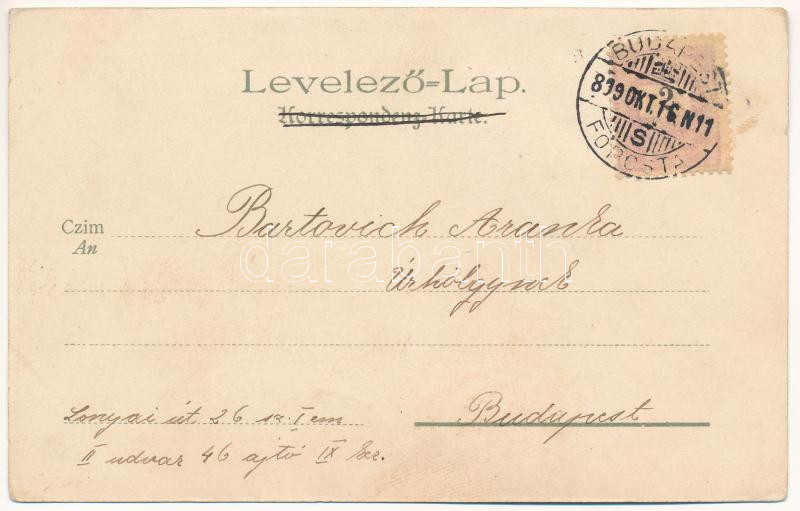 Levelező=Lap.
Korrespondenz-Karte.
BUDAPEST
899 OKT. 16 N 11
S
FŐPOSTA
Czim
An
Bartovich Aranka
Úrhölgynek
Budapest
Lonyai út. 26 sz. I em
II udvar 46 ajtó IX ker.
darabanth